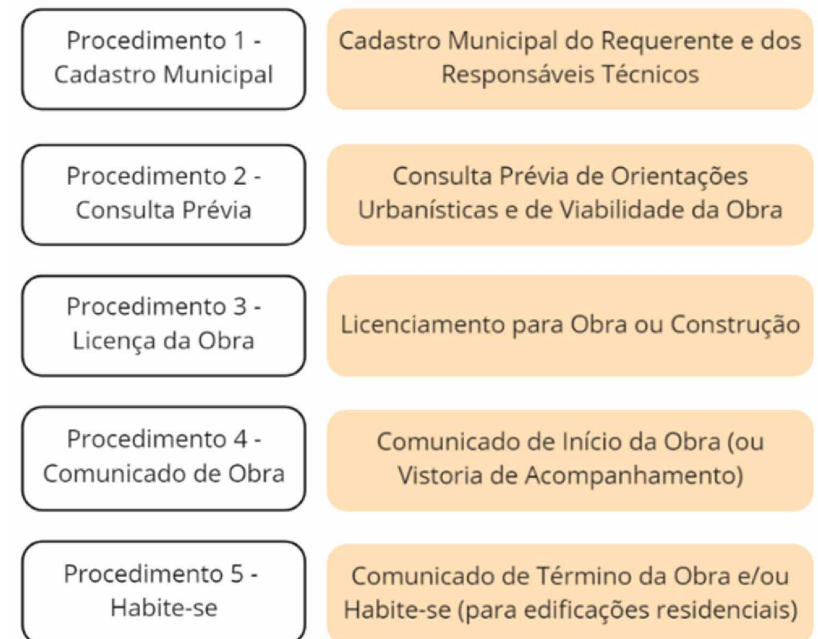 Procedimento 1 -
Cadastro Municipal
Cadastro Municipal do Requerente e dos
Responsáveis Técnicos
Procedimento 2 -
Consulta Prévia
Consulta Prévia de Orientações
Urbanísticas e de Viabilidade da Obra
Procedimento 3 -
Licença da Obra
Licenciamento para Obra ou Construção
Procedimento 4 -
Comunicado de Obra
Comunicado de Início da Obra (ou
Vistoria de Acompanhamento)
Procedimento 5 -
Habite-se
Comunicado de Término da Obra e/ou
Habite-se (para edificações residenciais)